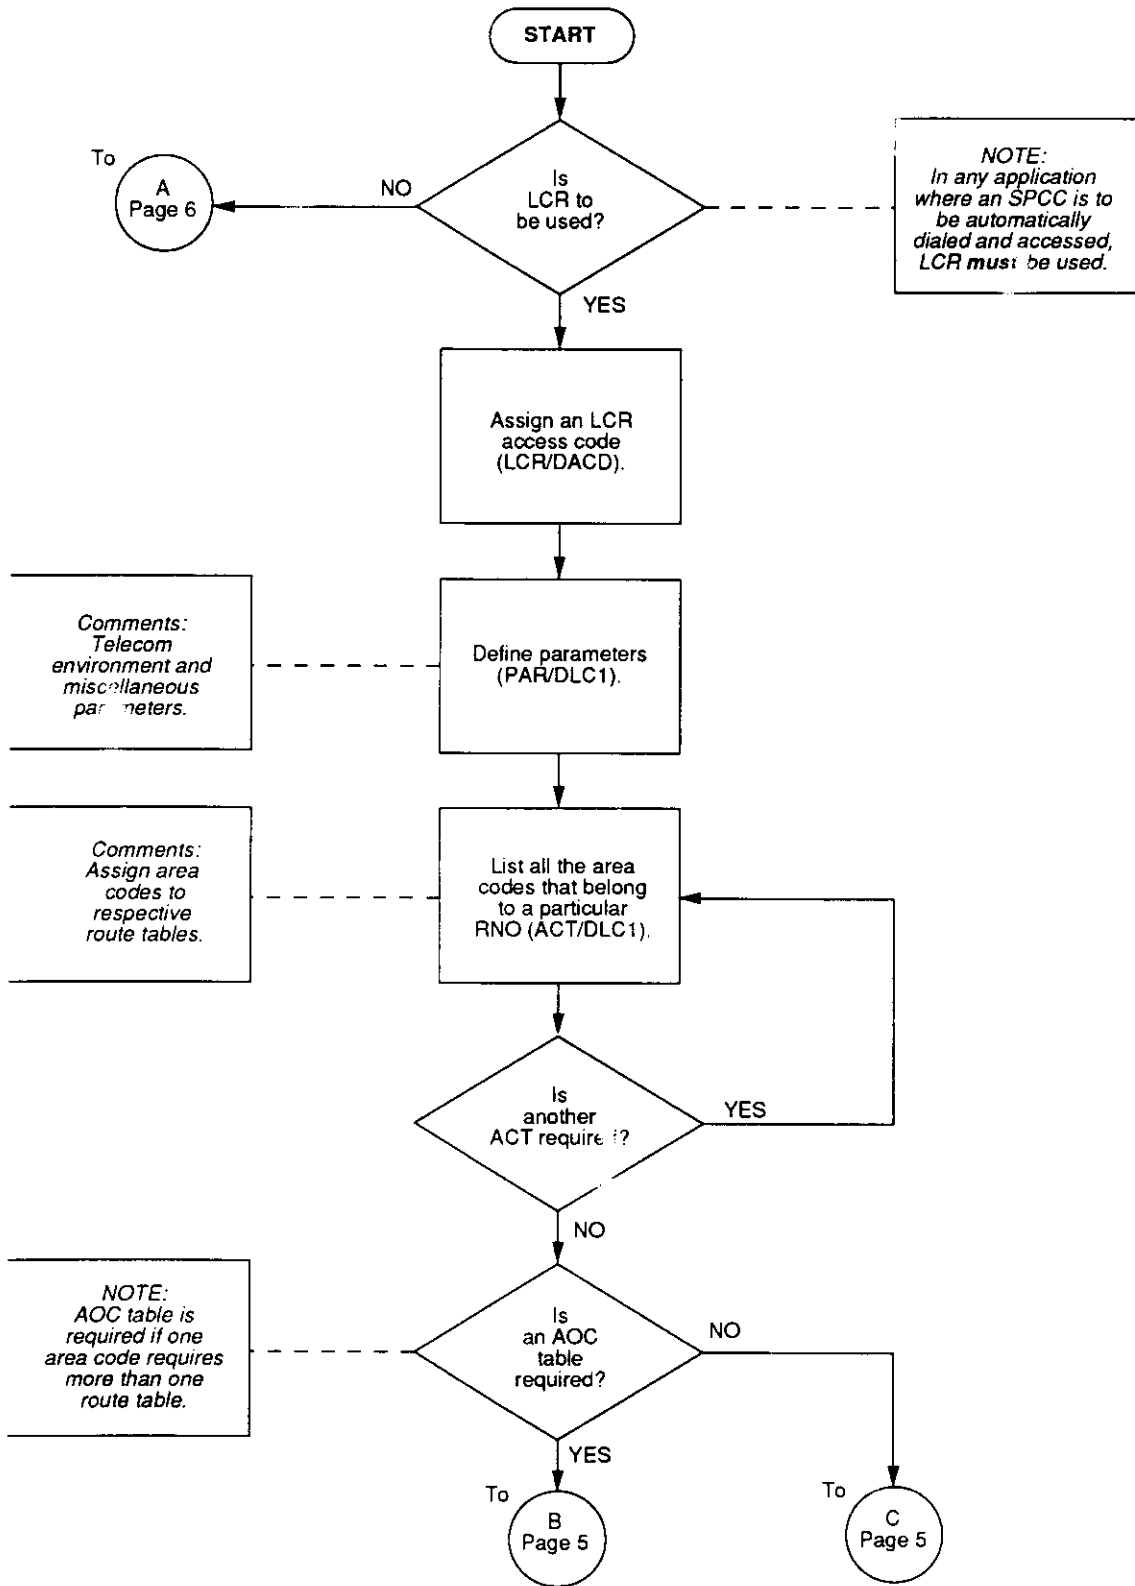 START
To
A
Page 6
NO
Is
LCR to
be used?
NOTE:
In any application
where an SPCC is to
be automatically
dialed and accessed,
LCR must be used.
YES
Assign an LCR
access code
(LCR/DACD).
Comments:
Telecom
environment and
miscellaneous
parameters.
Define parameters
(PAR/DLC1).
Comments:
Assign area
codes to
respective
route tables.
List all the area
codes that belong
to a particular
RNO (ACT/DLC1).
Is
another
ACT required?
YES
NO
NOTE:
AOC table is
required if one
area code requires
more than one
route table.
Is
an AOC
table
required?
NO
YES
To
B
Page 5
To
C
Page 5